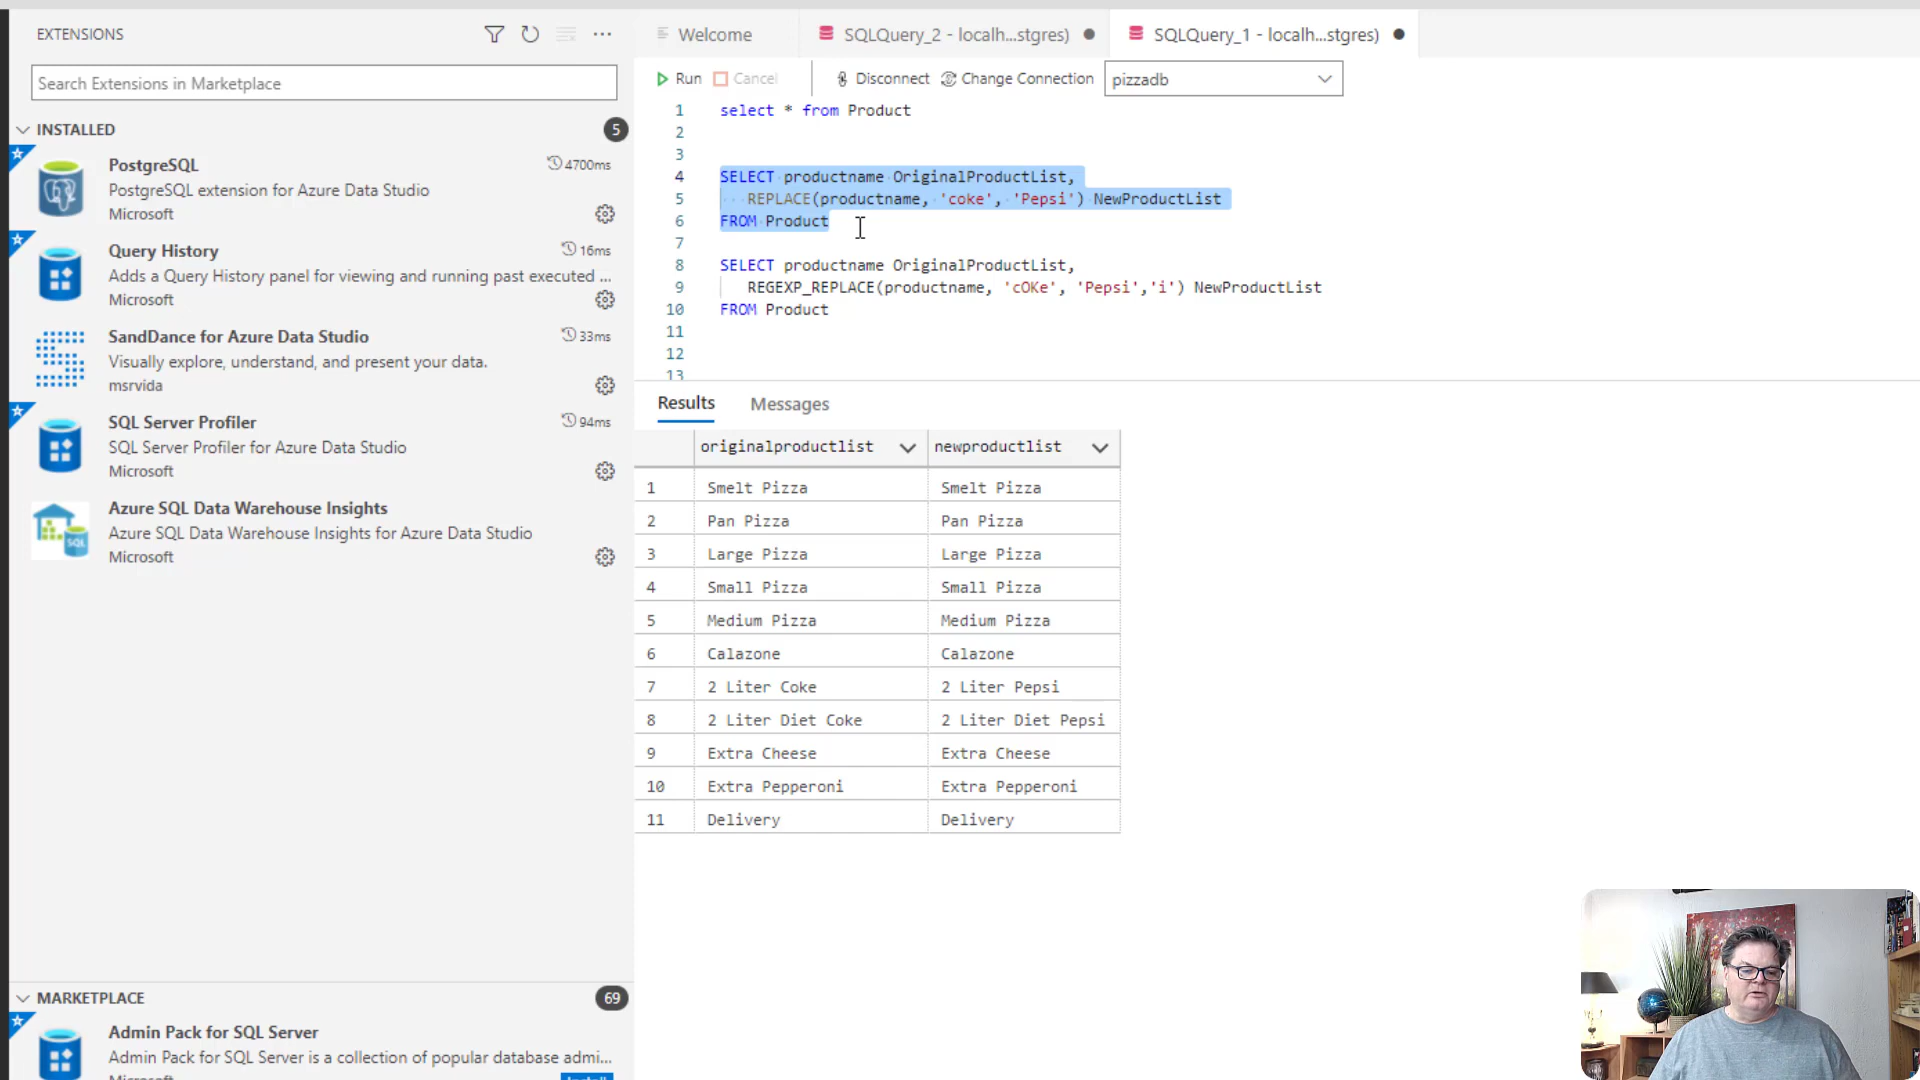 EXTENSIONS
Search Extensions in Marketplace
INSTALLED
5
PostgreSQL
4700ms
PostgreSQL extension for Azure Data Studio
Microsoft
Query History
16ms
Adds a Query History panel for viewing and running past executed ...
Microsoft
SandDance for Azure Data Studio
33ms
Visually explore, understand, and present your data.
msrvida
SQL Server Profiler
94ms
SQL Server Profiler for Azure Data Studio
Microsoft
Azure SQL Data Warehouse Insights
Azure SQL Data Warehouse Insights for Azure Data Studio
Microsoft
MARKETPLACE
69
Admin Pack for SQL Server
Admin Pack for SQL Server is a collection of popular database admi...
Microsoft
Install
Welcome
SQLQuery_2 - localh...stgres)
SQLQuery_1 - localh...stgres)
Run
Cancel
Disconnect
Change Connection
pizzadb
1 select * from Product
2
3
4 SELECT productname OriginalProductList,
5 REPLACE(productname, 'coke', 'Pepsi') NewProductList
6 FROM Product
7
8 SELECT productname OriginalProductList,
9 REGEXP_REPLACE(productname, 'cOKe', 'Pepsi','i') NewProductList
10 FROM Product
11
12
13
Results
Messages
originalproductlist newproductlist
1 Smelt Pizza Smelt Pizza
2 Pan Pizza Pan Pizza
3 Large Pizza Large Pizza
4 Small Pizza Small Pizza
5 Medium Pizza Medium Pizza
6 Calazone Calazone
7 2 Liter Coke 2 Liter Pepsi
8 2 Liter Diet Coke 2 Liter Diet Pepsi
9 Extra Cheese Extra Cheese
10 Extra Pepperoni Extra Pepperoni
11 Delivery Delivery